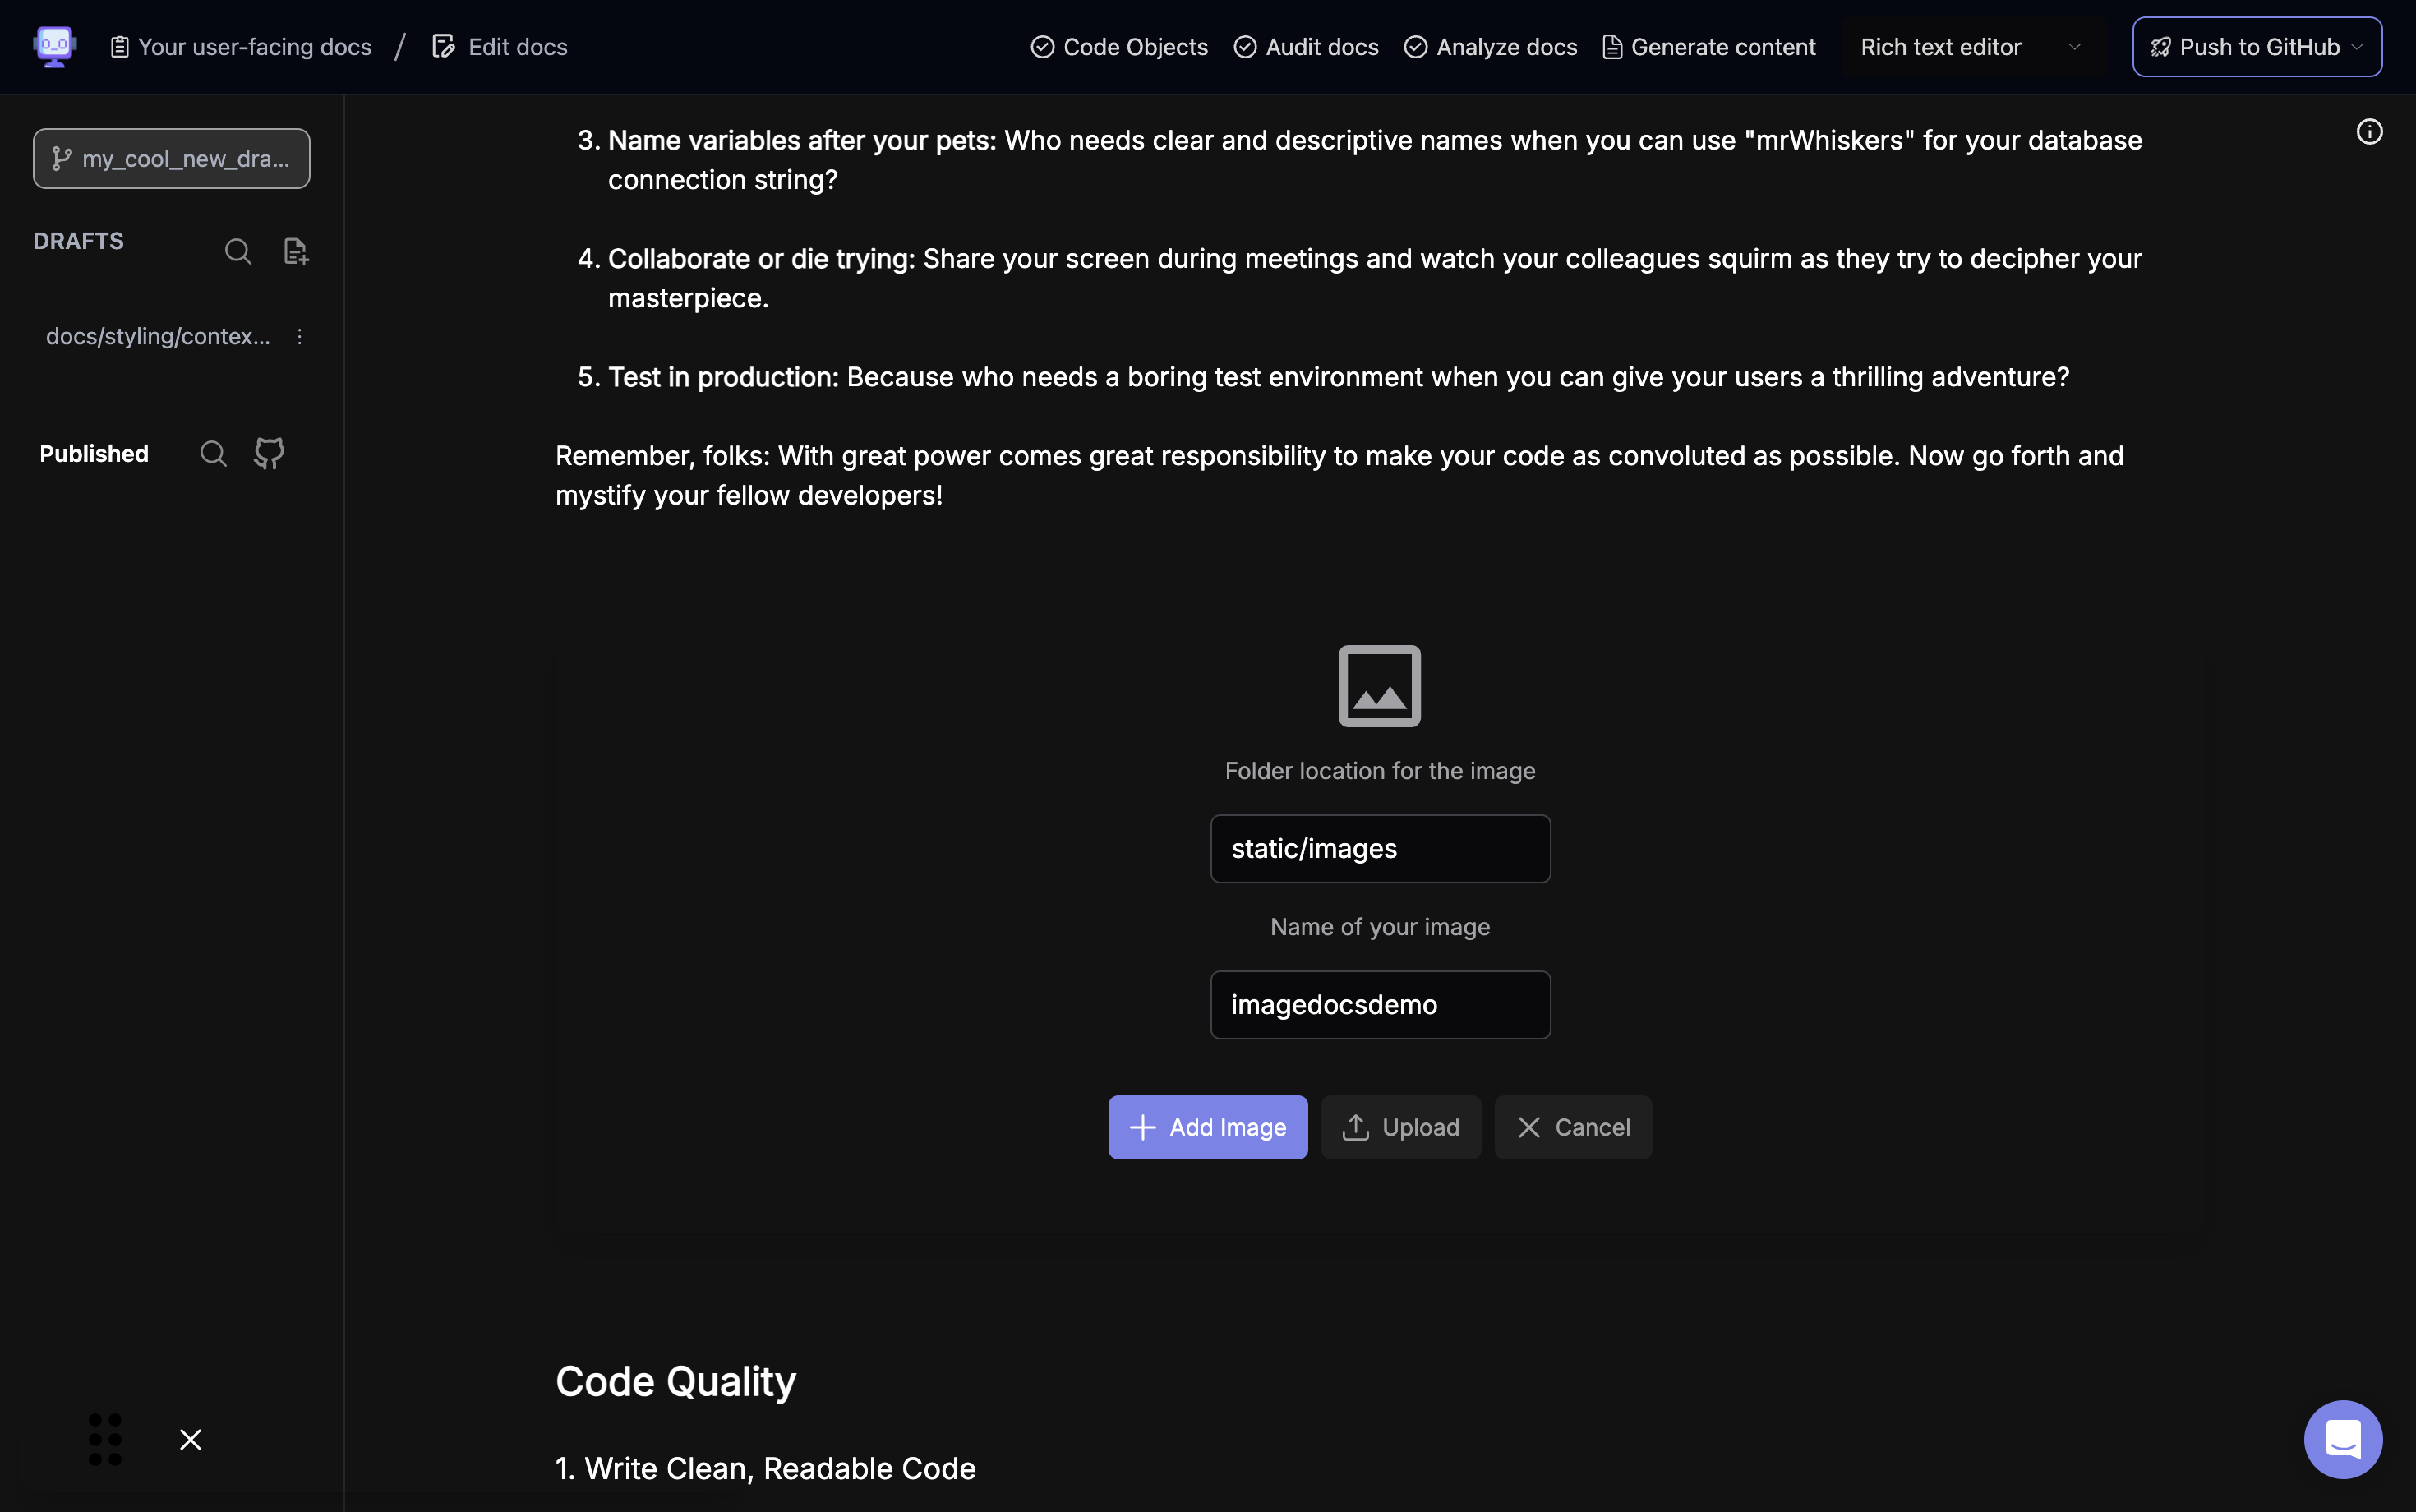 Your user-facing docs / Edit docs
Code Objects Audit docs Analyze docs Generate content Rich text editor Push to GitHub
my_cool_new_dra...
DRAFTS
docs/styling/contex...
Published
3. Name variables after your pets: Who needs clear and descriptive names when you can use "mrWhiskers" for your database
connection string?
4. Collaborate or die trying: Share your screen during meetings and watch your colleagues squirm as they try to decipher your
masterpiece.
5. Test in production: Because who needs a boring test environment when you can give your users a thrilling adventure?
Remember, folks: With great power comes great responsibility to make your code as convoluted as possible. Now go forth and
mystify your fellow developers!
Folder location for the image
static/images
Name of your image
imagedocsdemo
Add Image Upload Cancel
Code Quality
1. Write Clean, Readable Code